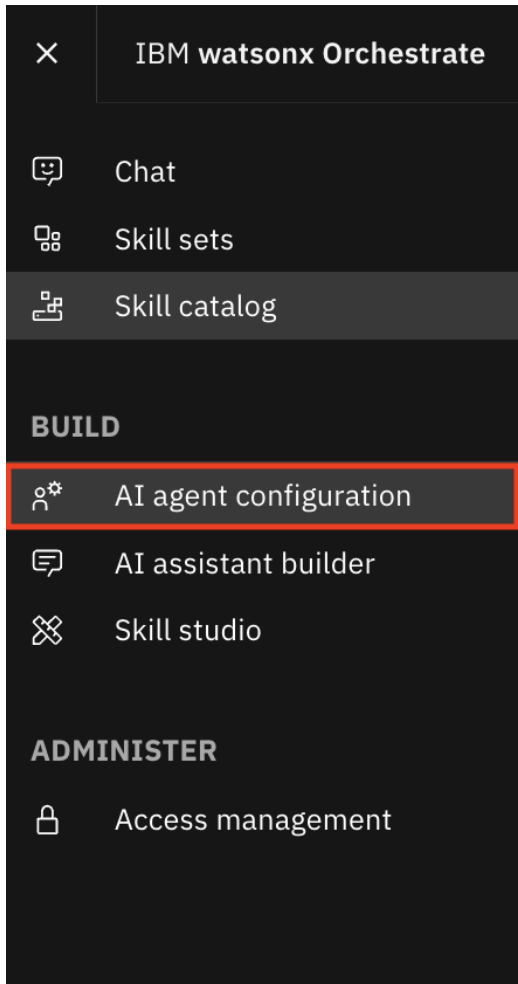 IBM watsonx Orchestrate
Chat
Skill sets
Skill catalog
BUILD
AI agent configuration
AI assistant builder
Skill studio
ADMINISTER
Access management